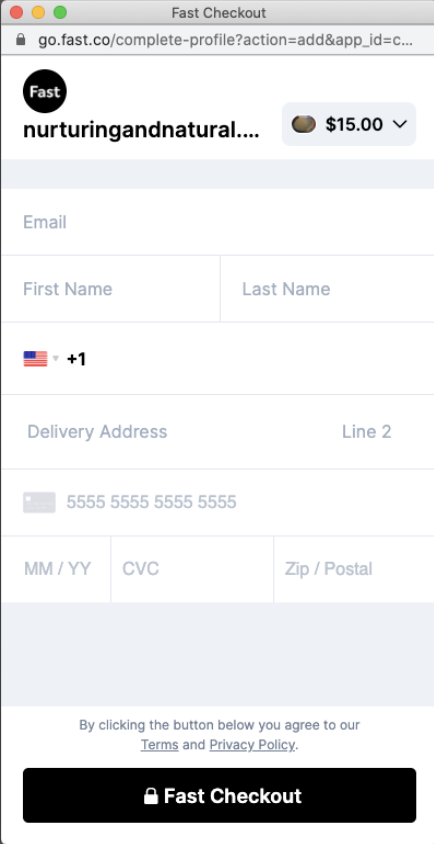 Fast Checkout
go.fast.co/complete-profile?action=add&app_id=c...
Fast
nurturingandnatural....
$15.00
Email
First Name
Last Name
+1
Delivery Address
Line 2
5555 5555 5555 5555
MM / YY
CVC
Zip / Postal
By clicking the button below you agree to our
Terms and Privacy Policy.
Fast Checkout